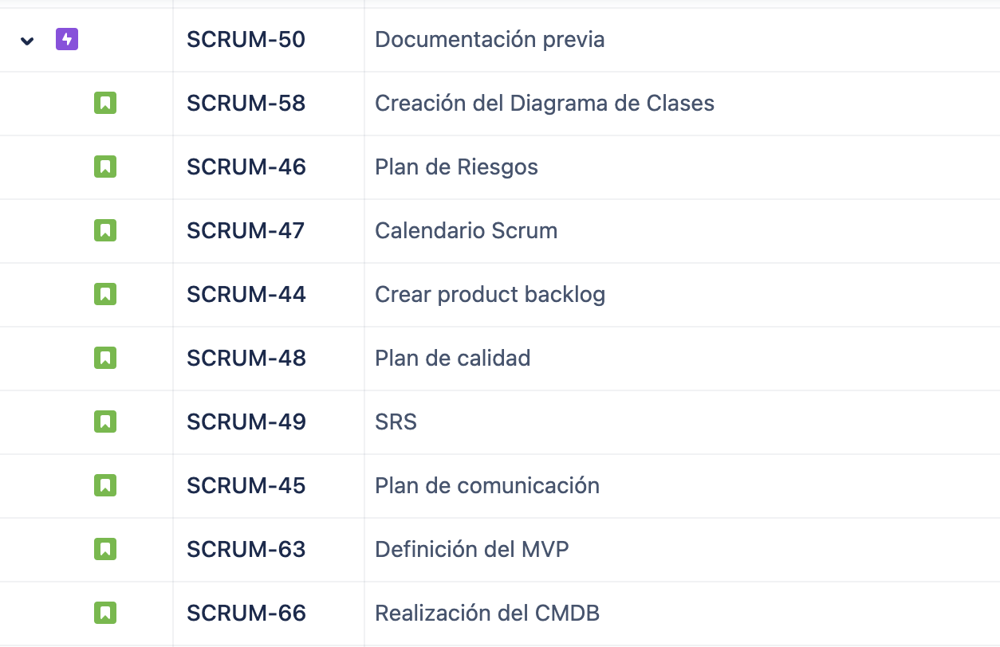 SCRUM-50 Documentación previa
SCRUM-58 Creación del Diagrama de Clases
SCRUM-46 Plan de Riesgos
SCRUM-47 Calendario Scrum
SCRUM-44 Crear product backlog
SCRUM-48 Plan de calidad
SCRUM-49 SRS
SCRUM-45 Plan de comunicación
SCRUM-63 Definición del MVP
SCRUM-66 Realización del CMDB